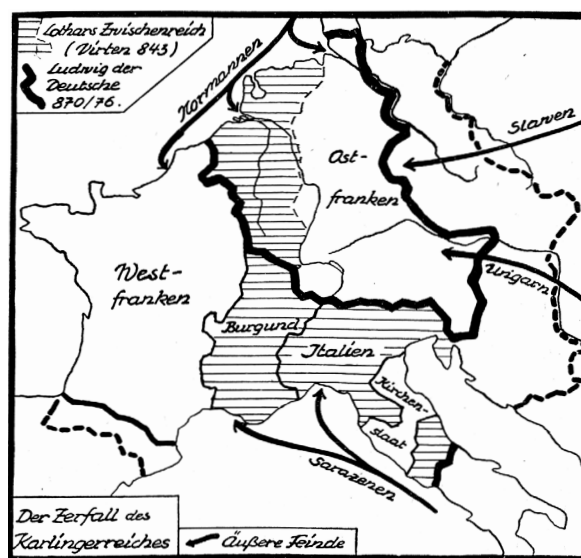 Lothars Zwischenreich
(Virten 843)
Ludwig der
Deutsche
870/76.
Normannen
Slawen
Ost-
franken
Ungarn
West-
franken
Burgund
Italien
Kirchen-
staat
Sarazenen
Der Zerfall des
Karlingerreiches
äußere Feinde